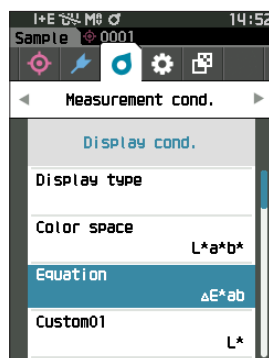 I+E M0 14:52
Sample 0001
Measurement cond.
Display cond.
Display type
Color space
L*a*b*
Equation
ΔE*ab
Custom01
L*